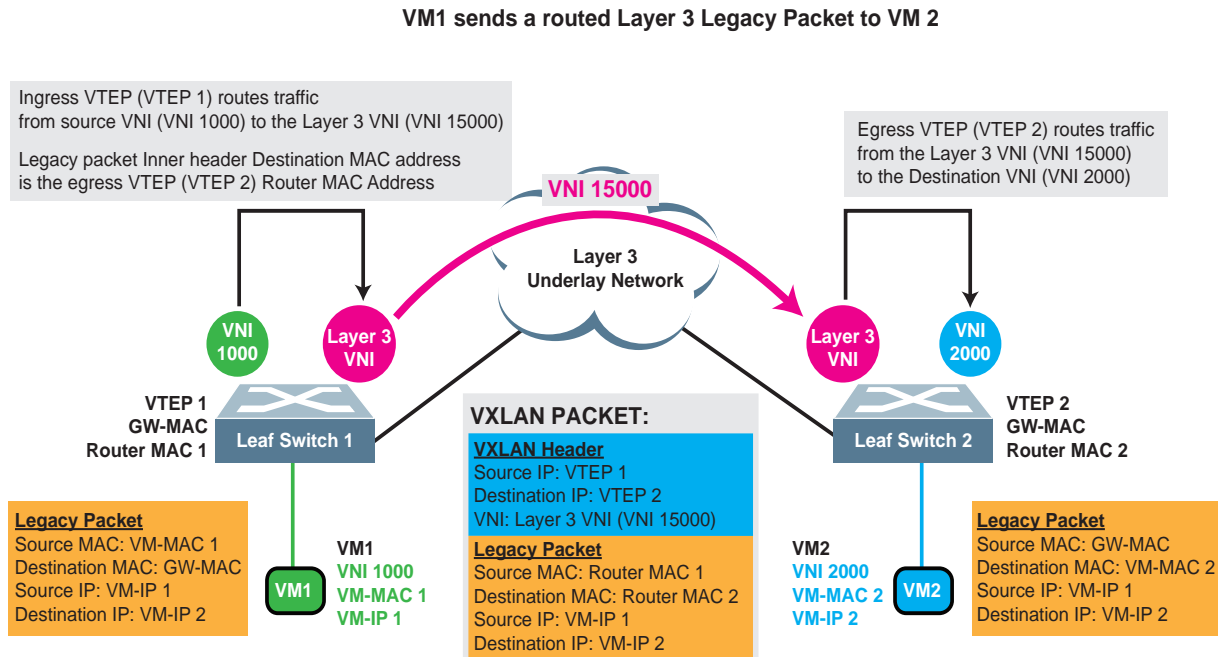 VM1 sends a routed Layer 3 Legacy Packet to VM 2
Ingress VTEP (VTEP 1) routes traffic
from source VNI (VNI 1000) to the Layer 3 VNI (VNI 15000)
Legacy packet Inner header Destination MAC address
is the egress VTEP (VTEP 2) Router MAC Address
Egress VTEP (VTEP 2) routes traffic
from the Layer 3 VNI (VNI 15000)
to the Destination VNI (VNI 2000)
VNI 15000
Layer 3
Underlay Network
VNI
1000
Layer 3
VNI
Layer 3
VNI
VNI
2000
VTEP 1
GW-MAC
Router MAC 1
Leaf Switch 1
Leaf Switch 2
VTEP 2
GW-MAC
Router MAC 2
VXLAN PACKET:
VXLAN Header
Source IP: VTEP 1
Destination IP: VTEP 2
VNI: Layer 3 VNI (VNI 15000)
Legacy Packet
Source MAC: Router MAC 1
Destination MAC: Router MAC 2
Source IP: VM-IP 1
Destination IP: VM-IP 2
Legacy Packet
Source MAC: VM-MAC 1
Destination MAC: GW-MAC
Source IP: VM-IP 1
Destination IP: VM-IP 2
VM1
VM1
VNI 1000
VM-MAC 1
VM-IP 1
VM2
VNI 2000
VM-MAC 2
VM-IP 2
VM2
Legacy Packet
Source MAC: GW-MAC
Destination MAC: VM-MAC 2
Source IP: VM-IP 1
Destination IP: VM-IP 2